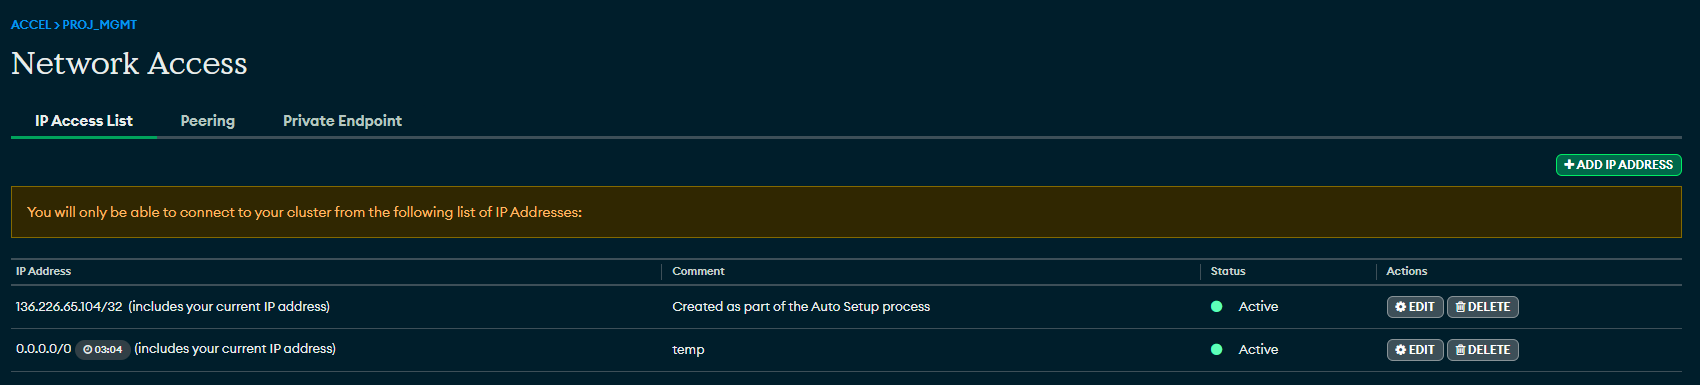 ACCEL > PROJ_MGMT
Network Access
IP Access List Peering Private Endpoint
ADD IP ADDRESS
You will only be able to connect to your cluster from the following list of IP Addresses:
IP Address Comment Status Actions
136.226.65.104/32 (includes your current IP address) Created as part of the Auto Setup process Active EDIT DELETE
0.0.0.0/0 03:04 (includes your current IP address) temp Active EDIT DELETE